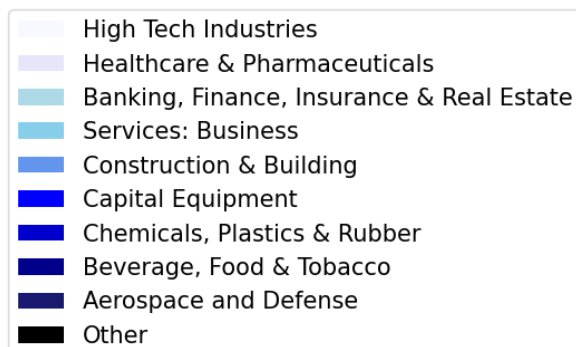 High Tech Industries
Healthcare & Pharmaceuticals
Banking, Finance, Insurance & Real Estate
Services: Business
Construction & Building
Capital Equipment
Chemicals, Plastics & Rubber
Beverage, Food & Tobacco
Aerospace and Defense
Other